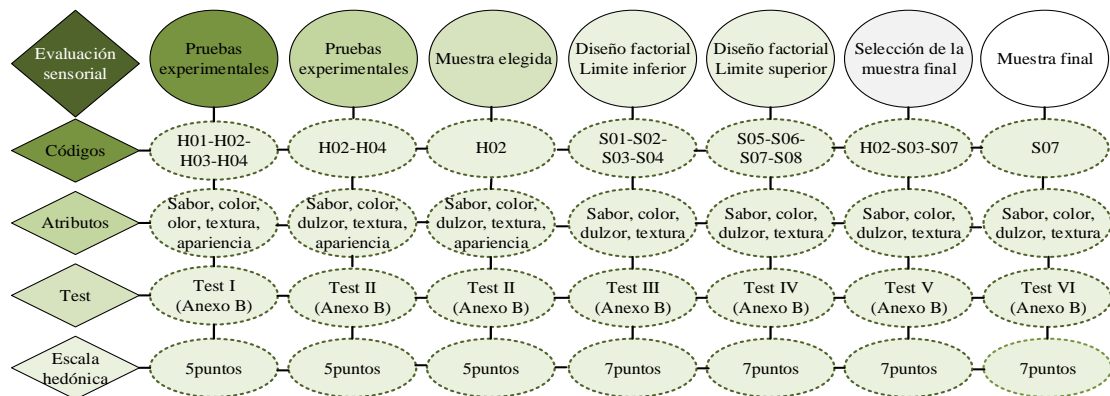 Evaluación
sensorial
Pruebas
experimentales
Pruebas
experimentales
Muestra elegida
Diseño factorial
Limite inferior
Diseño factorial
Limite superior
Selección de la
muestra final
Muestra final
Códigos
H01-H02-
H03-H04
H02-H04
H02
S01-S02-
S03-S04
S05-S06-
S07-S08
H02-S03-S07
S07
Atributos
Sabor, color,
olor, textura,
apariencia
Sabor, color,
dulzor, textura,
apariencia
Sabor, color,
dulzor, textura,
apariencia
Sabor, color,
dulzor, textura
Sabor, color,
dulzor, textura
Sabor, color,
dulzor, textura
Sabor, color,
dulzor, textura
Test
Test I
(Anexo B)
Test II
(Anexo B)
Test II
(Anexo B)
Test III
(Anexo B)
Test IV
(Anexo B)
Test V
(Anexo B)
Test VI
(Anexo B)
Escala
hedónica
5puntos
5puntos
5puntos
7puntos
7puntos
7puntos
7puntos